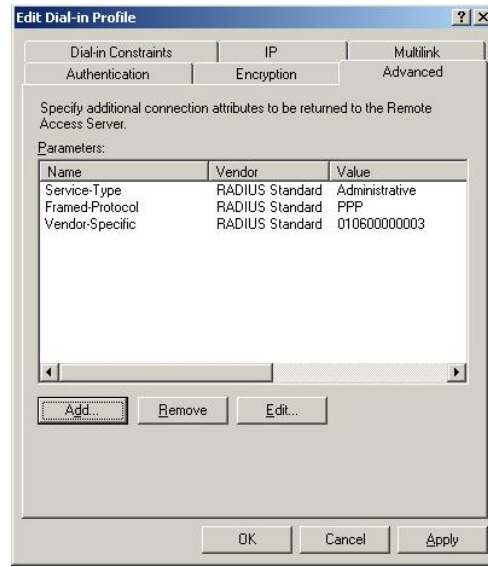 Edit Dial-in Profile
Dial-in Constraints IP Multilink
Authentication Encryption Advanced
Specify additional connection attributes to be returned to the Remote
Access Server.
Parameters:
Name Vendor Value
Service-Type RADIUS Standard Administrative
Framed-Protocol RADIUS Standard PPP
Vendor-Specific RADIUS Standard 010600000003
Add... Remove Edit...
OK Cancel Apply